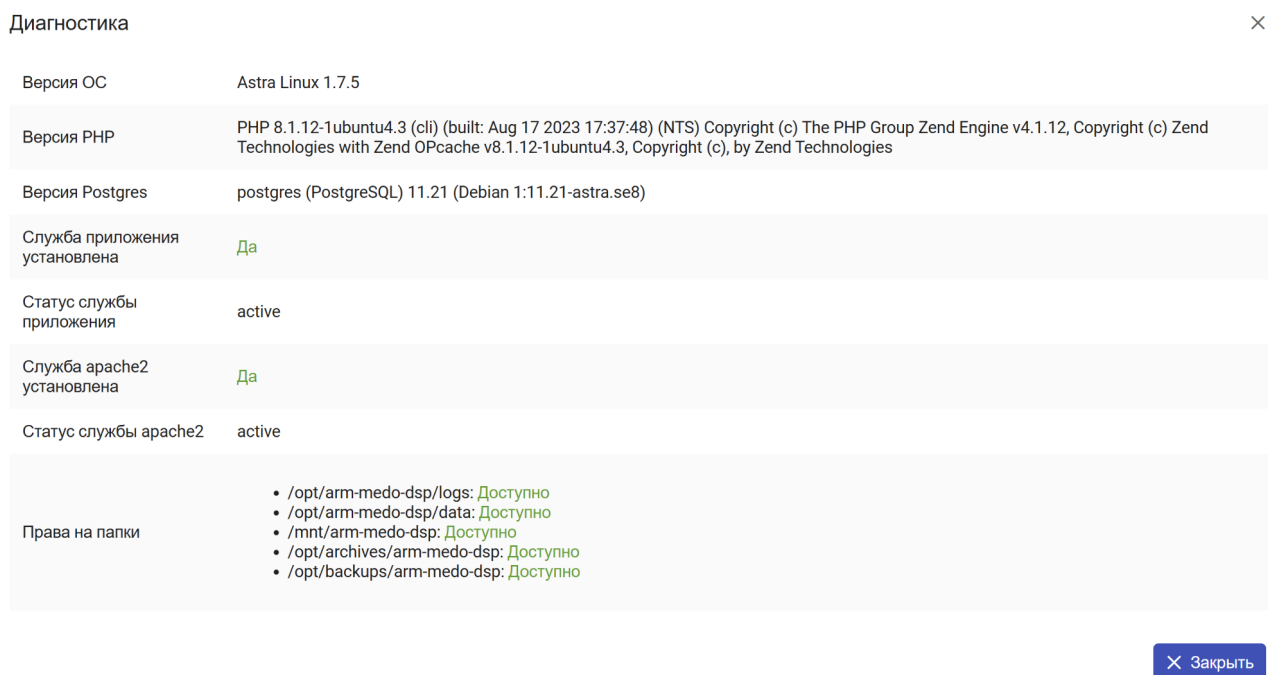 Диагностика
Версия ОС
Astra Linux 1.7.5
Версия PHP
PHP 8.1.12-1ubuntu4.3 (cli) (built: Aug 17 2023 17:37:48) (NTS) Copyright (c) The PHP Group Zend Engine v4.1.12, Copyright (c) Zend
Technologies with Zend OPcache v8.1.12-1ubuntu4.3, Copyright (c), by Zend Technologies
Версия Postgres
postgres (PostgreSQL) 11.21 (Debian 1:11.21-astra.se8)
Служба приложения
установлена
Да
Статус службы
приложения
active
Служба apache2
установлена
Да
Статус службы apache2
active
Права на папки
• /opt/arm-medo-dsp/logs: Доступно
• /opt/arm-medo-dsp/data: Доступно
• /mnt/arm-medo-dsp: Доступно
• /opt/archives/arm-medo-dsp: Доступно
• /opt/backups/arm-medo-dsp: Доступно
Закрыть